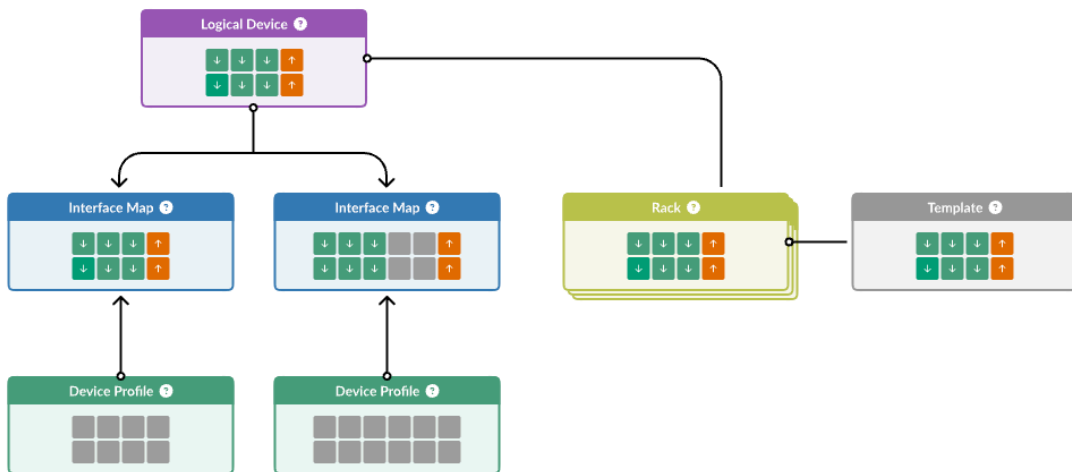 Logical Device ?
Interface Map ?
Interface Map ?
Rack ?
Template ?
Device Profile ?
Device Profile ?